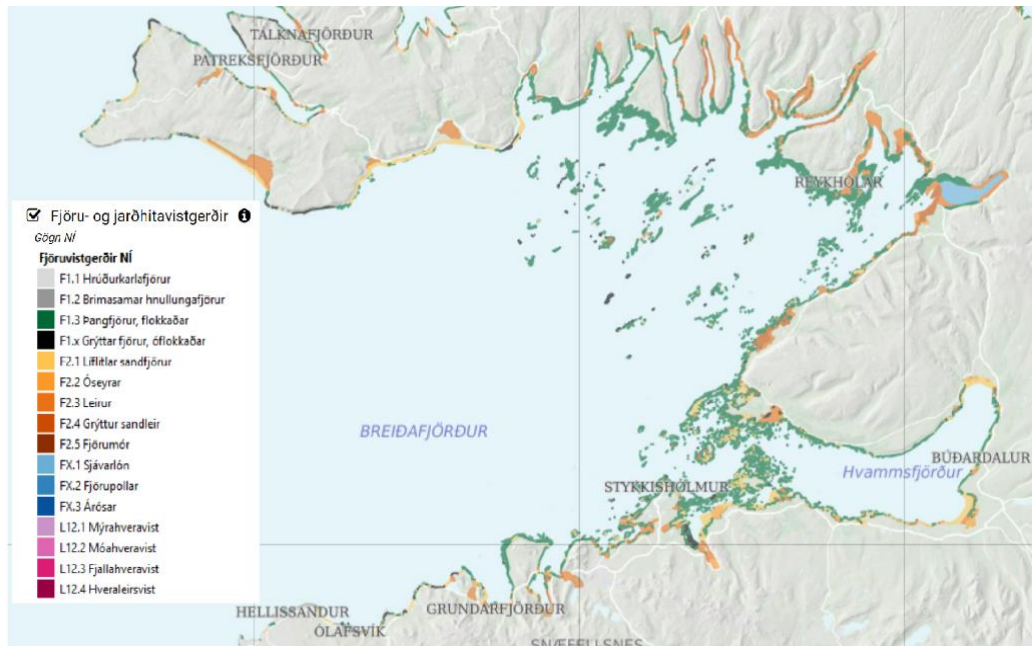 TÁLKNAFJÖRÐUR
PATREKSFJÖRÐUR
REYKHÓLAR
Fjöru- og jarðhitavistgerðir
Gögn NÍ
Fjöruvistgerðir NÍ
F1.1 Hrúðurkarlafjörur
F1.2 Brimasamar hnullungafjörur
F1.3 Þangfjörur, flokkaðar
F1.x Grýttar fjörur, óflokkaðar
F2.1 Líflitlar sandfjörur
F2.2 Óseyrar
F2.3 Leirur
F2.4 Grýttur sandleir
F2.5 Fjörumór
FX.1 Sjávarlón
FX.2 Fjörupollar
FX.3 Árósar
L12.1 Mýrahveravist
L12.2 Móahveravist
L12.3 Fjallahveravist
L12.4 Hveraleirsvist
BREIÐAFJÖRÐUR
BÚÐARDALUR
Hvammsfjörður
STYKKISHÓLMUR
HELLISSANDUR
GRUNDARFJÖRÐUR
ÓLAFSVÍK
SNÆFELLSNES